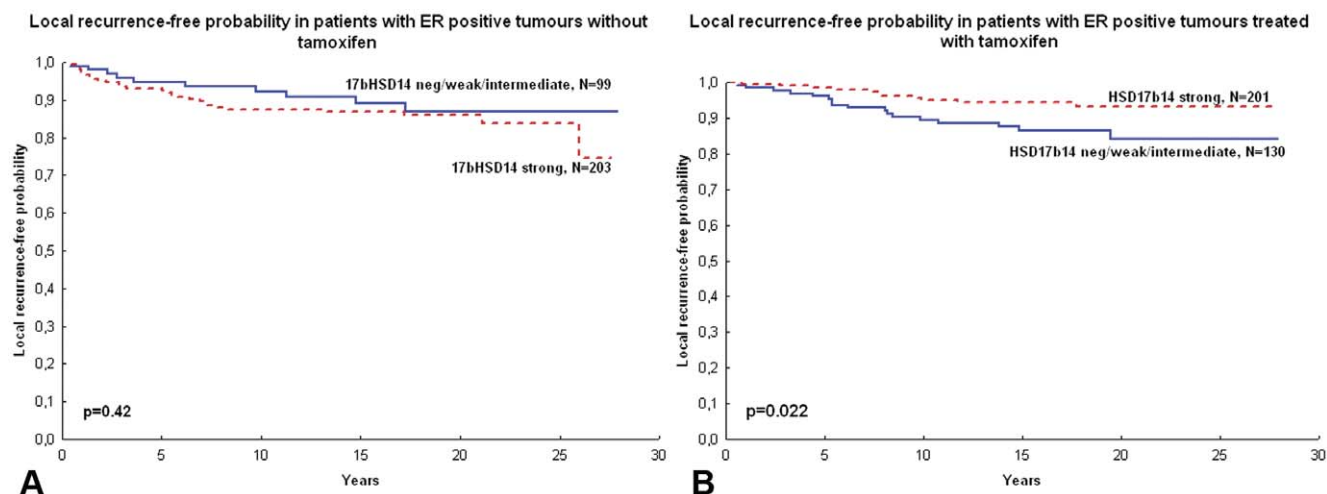 Local recurrence-free probability in patients with ER positive tumours without
tamoxifen
1,0
0,9
0,8
0,7
0,6
0,5
0,4
0,3
0,2
0,1
0,0
Local recurrence-free probability
17bHSD14 neg/weak/intermediate, N=99
17bHSD14 strong, N=203
p=0.42
0 5 10 15 20 25 30
Years
A
Local recurrence-free probability in patients with ER positive tumours treated
with tamoxifen
1,0
0,9
0,8
0,7
0,6
0,5
0,4
0,3
0,2
0,1
0,0
Local recurrence-free probability
HSD17b14 strong, N=201
HSD17b14 neg/weak/intermediate, N=130
p=0.022
0 5 10 15 20 25 30
Years
B